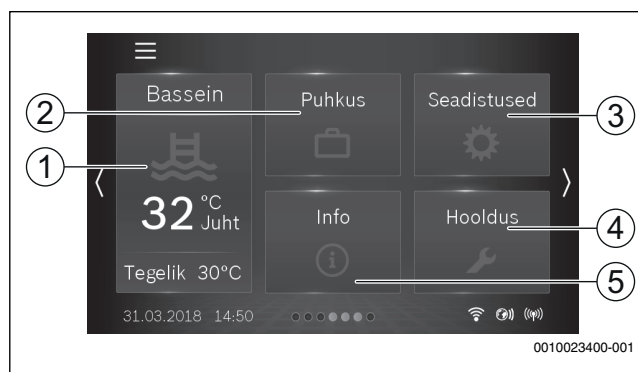 Bassein
32 °C
Juht
Tegelik 30°C
Puhkus
Seadistused
Info
Hooldus
31.03.2018 14:50
1
2
3
4
5
0010023400-001